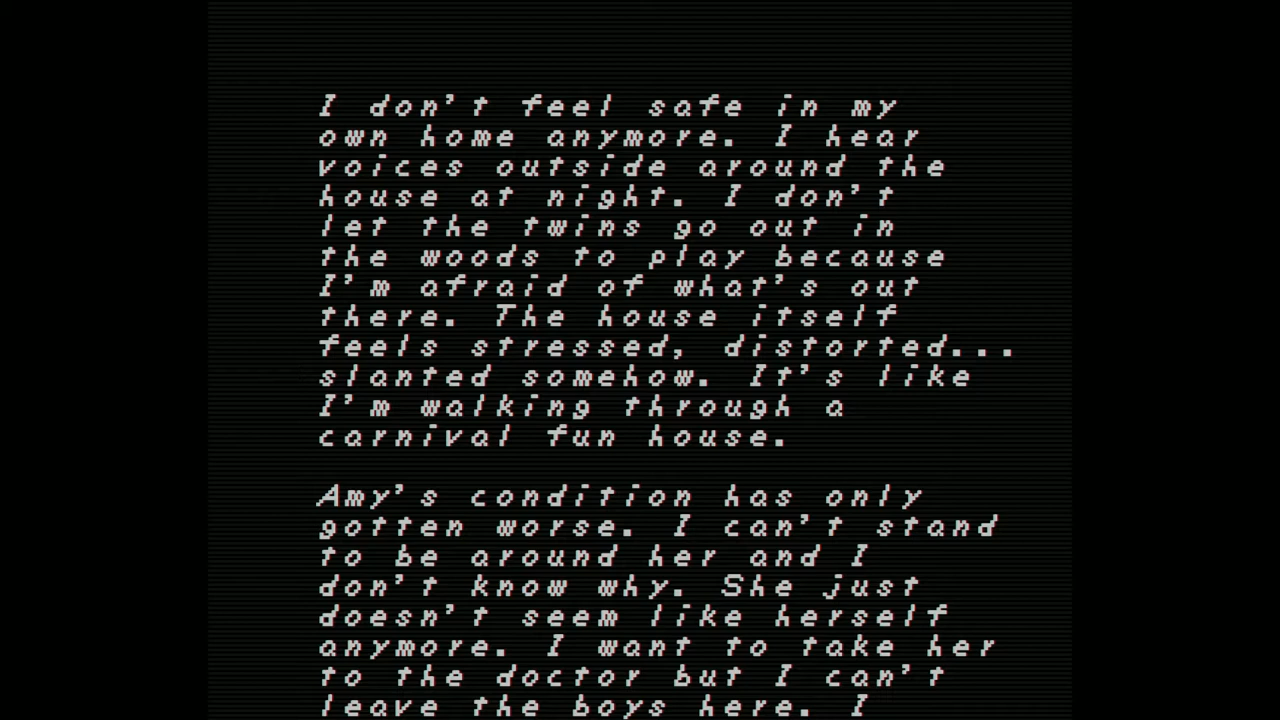 I don't feel safe in my
own home anymore. I hear
voices outside around the
house at night. I don't
let the twins go out in
the woods to play because
I'm afraid of what's out
there. The house itself
feels stressed, distorted...
slanted somehow. It's like
I'm walking through a
carnival fun house.
Amy's condition has only
gotten worse. I can't stand
to be around her and I
don't know why. She just
doesn't seem like herself
anymore. I want to take her
to the doctor but I can't
leave the boys here. I